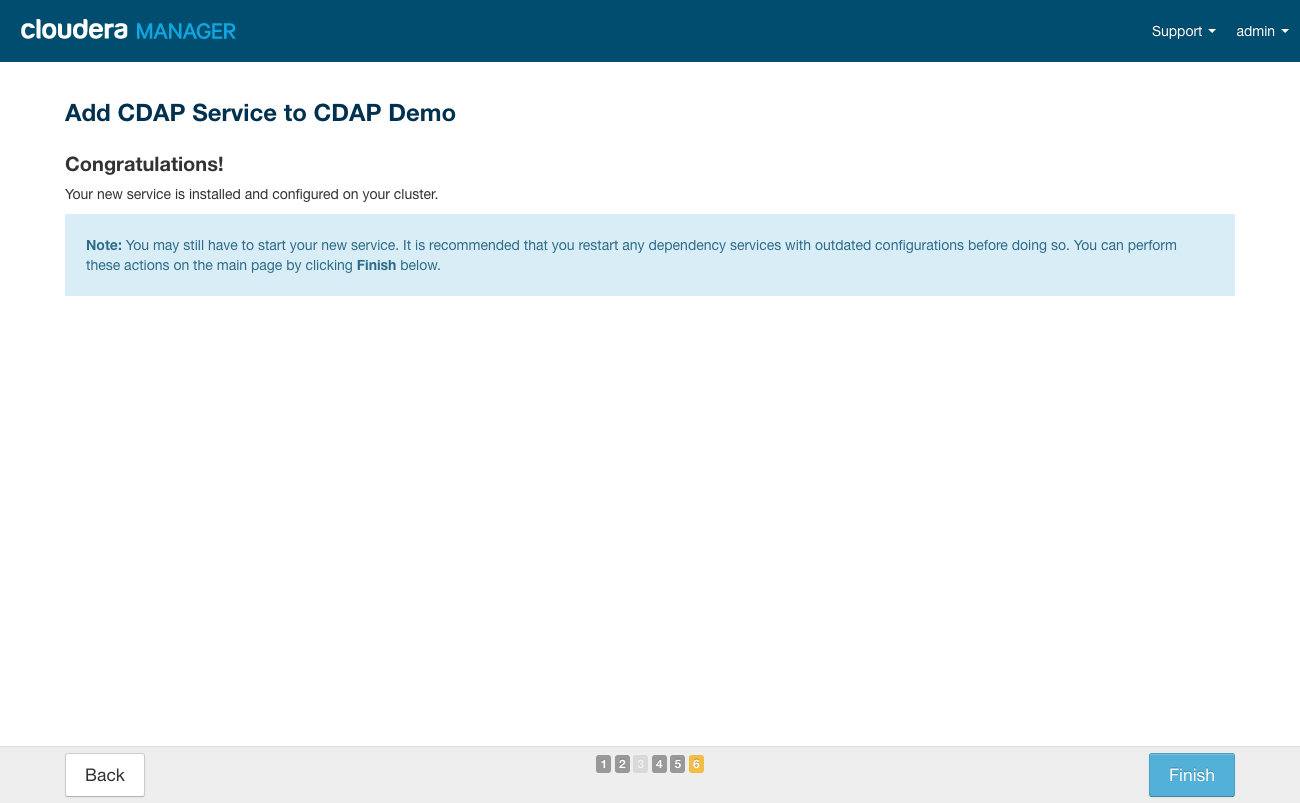 cloudera MANAGER
Support admin
Add CDAP Service to CDAP Demo
Congratulations!
Your new service is installed and configured on your cluster.
Note: You may still have to start your new service. It is recommended that you restart any dependency services with outdated configurations before doing so. You can perform
these actions on the main page by clicking Finish below.
Back 1 2 3 4 5 6 Finish